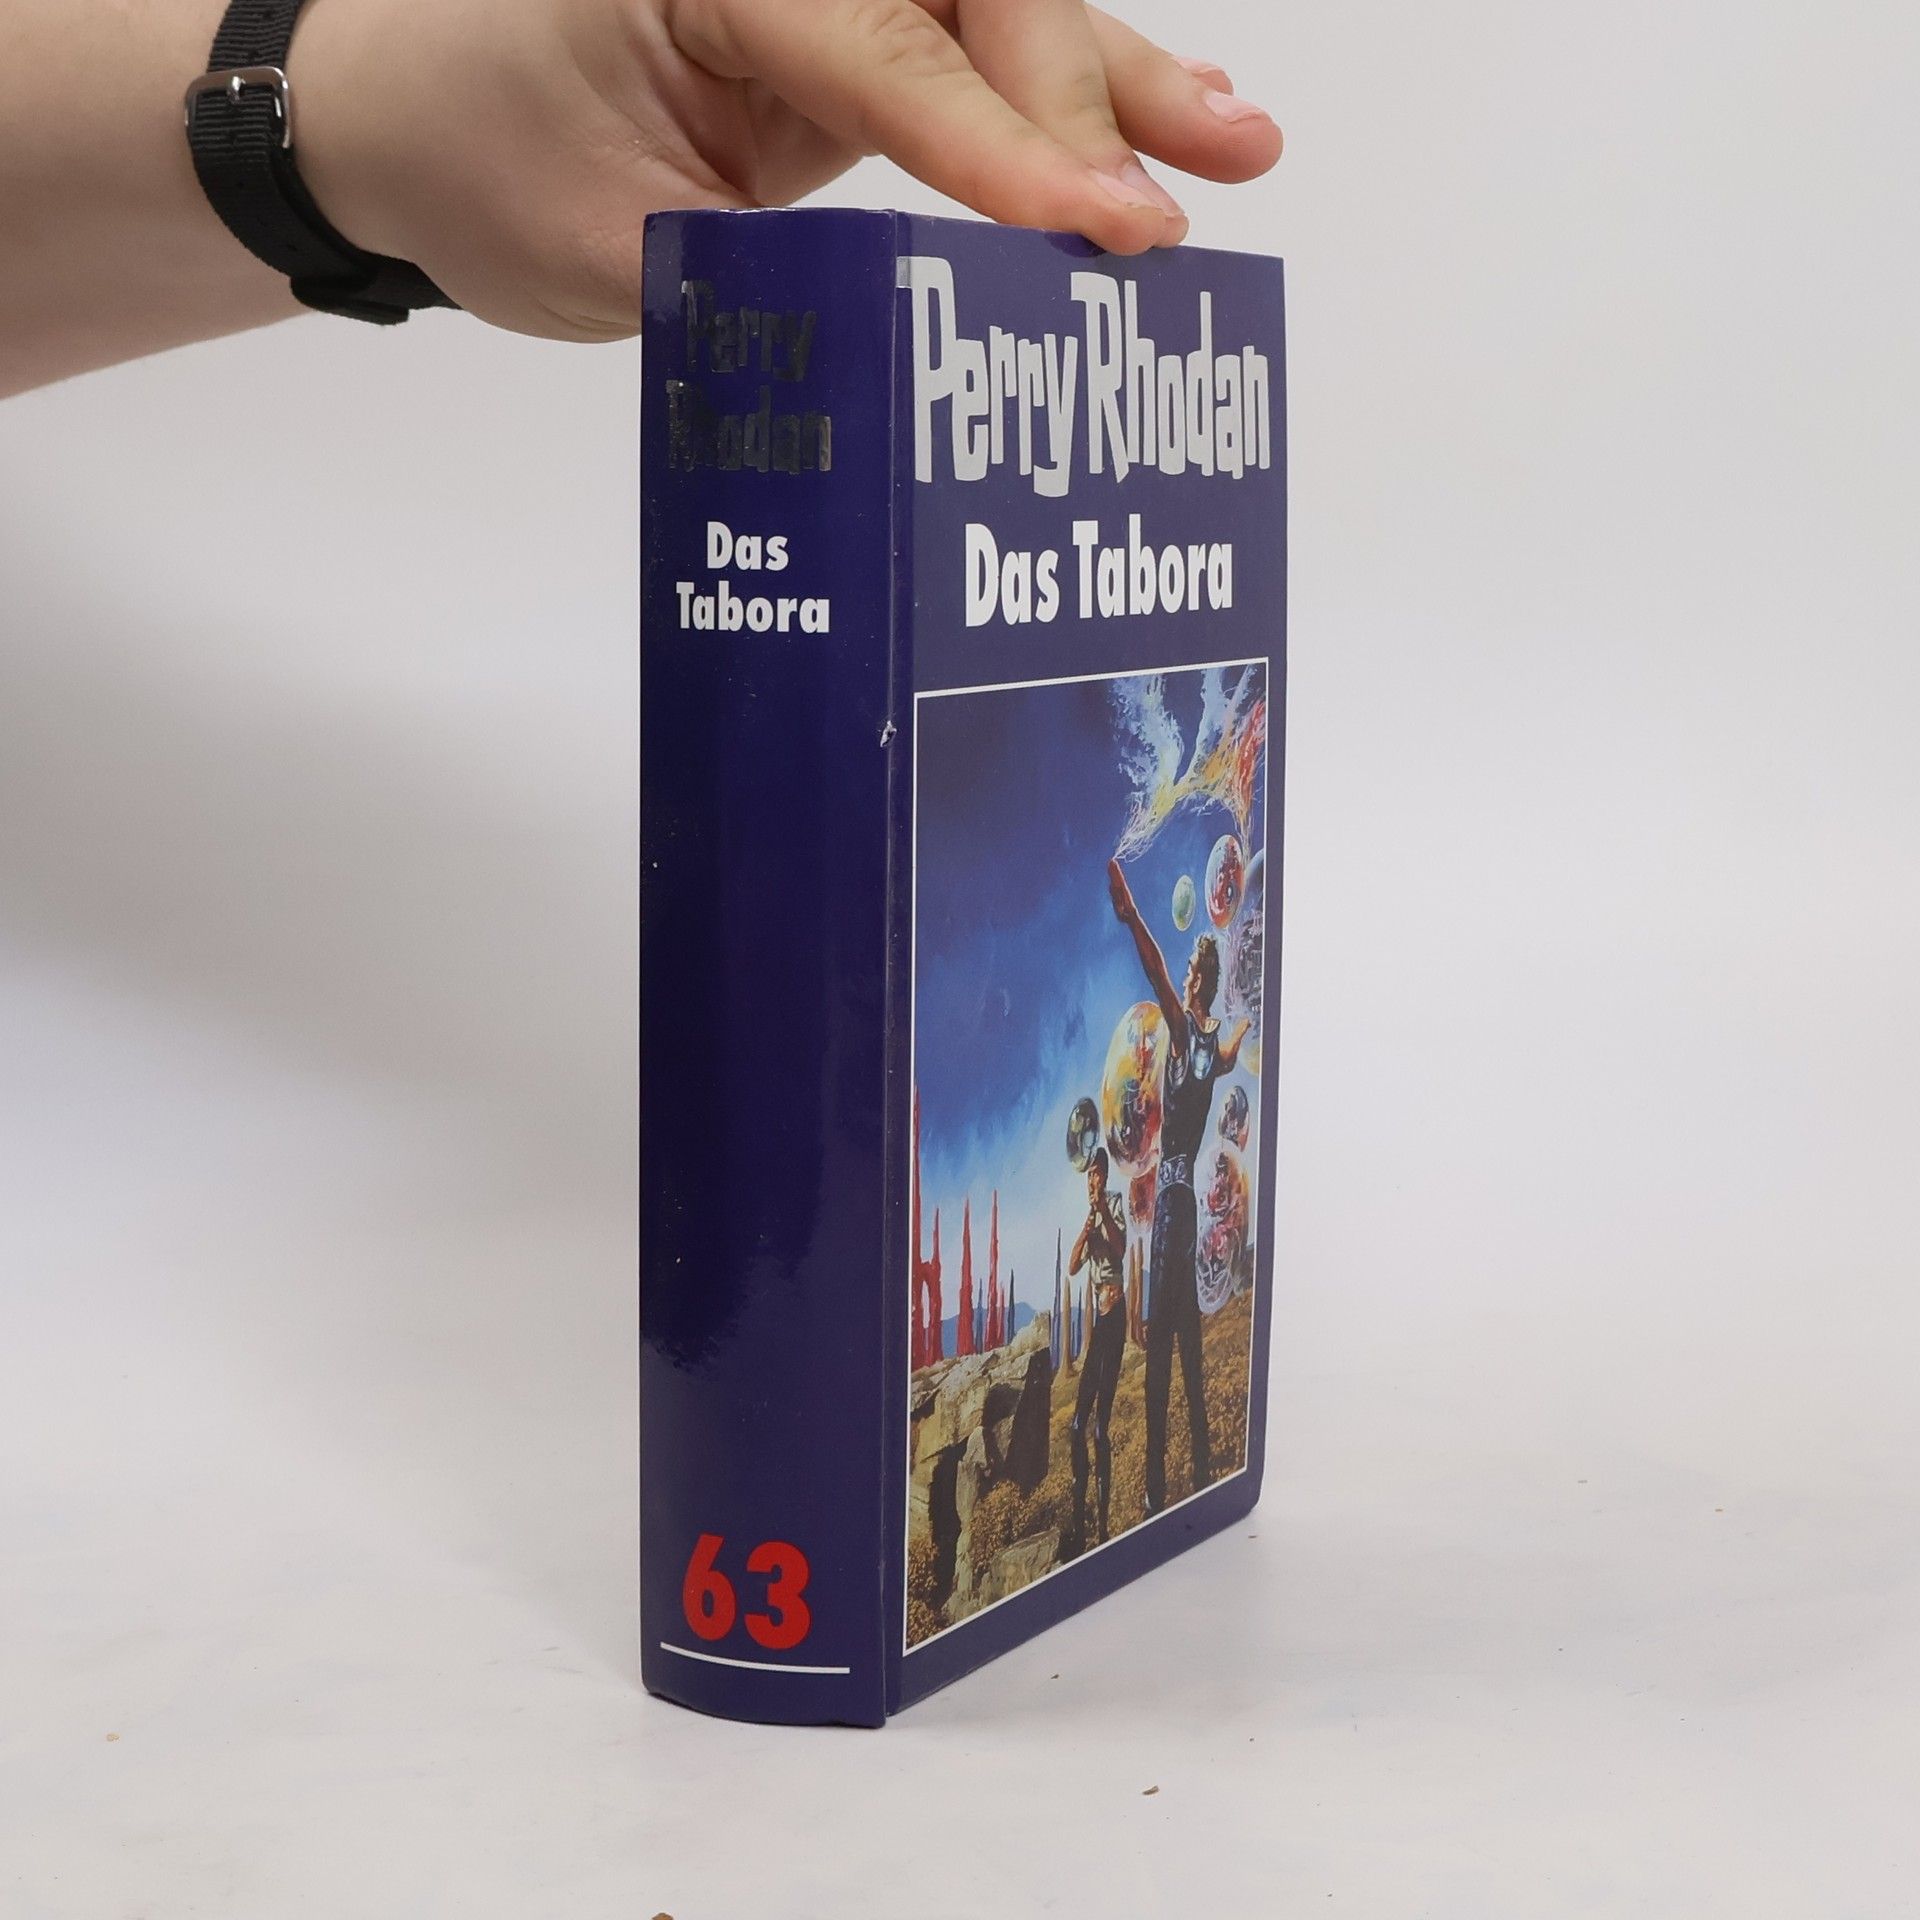 Perry
Rhodan
Das
Tabora
63
Perry Rhodan
Das Tabora